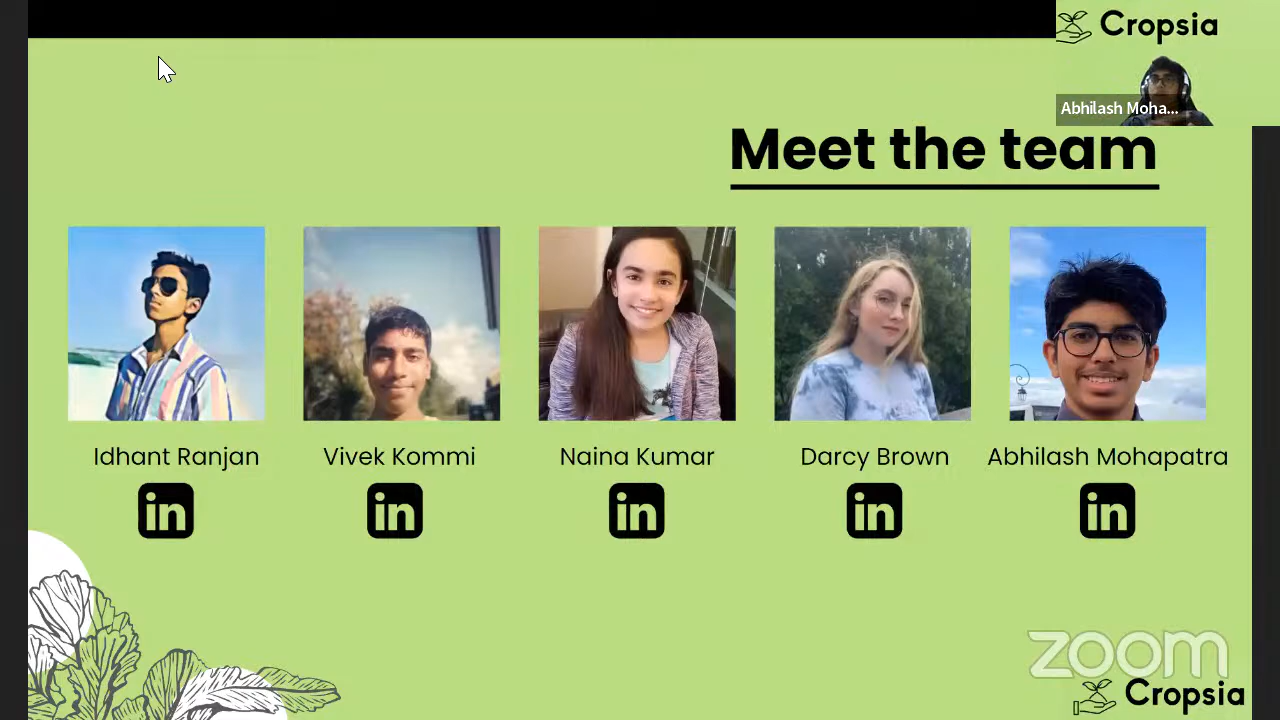 Cropsia
Abhilash Moha...
Meet the team
Idhant Ranjan
Vivek Kommi
Naina Kumar
Darcy Brown
Abhilash Mohapatra
in
in
in
in
in
zoom
Cropsia